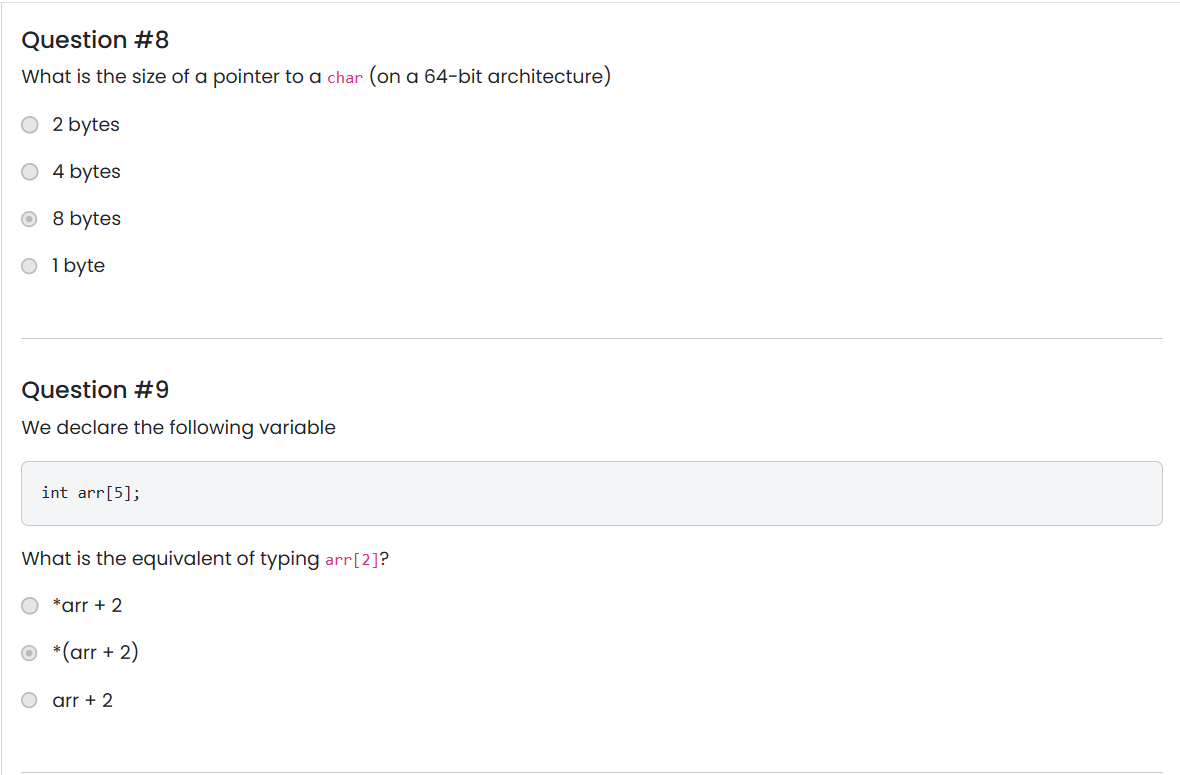 Question #8
What is the size of a pointer to a char (on a 64-bit architecture)
2 bytes
4 bytes
8 bytes
1 byte
Question #9
We declare the following variable
int arr[5];
What is the equivalent of typing arr[2]?
*arr + 2
*(arr + 2)
arr + 2